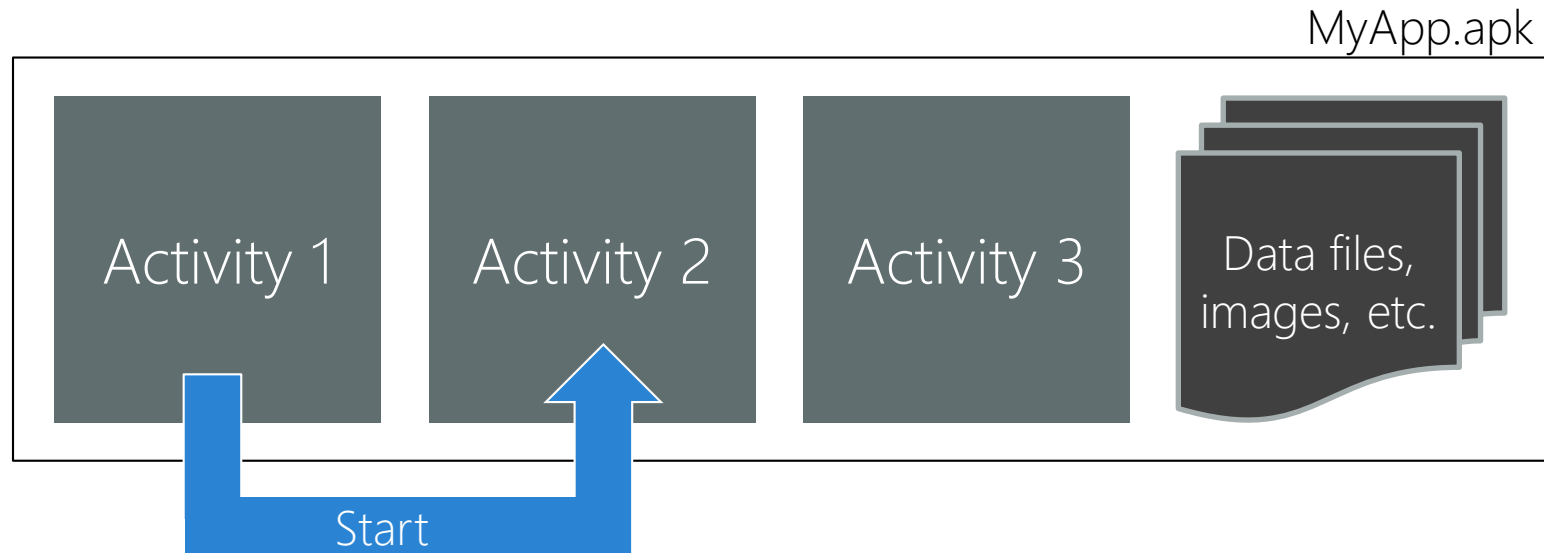 MyApp.apk
Activity 1
Activity 2
Activity 3
Data files,
images, etc.
Start